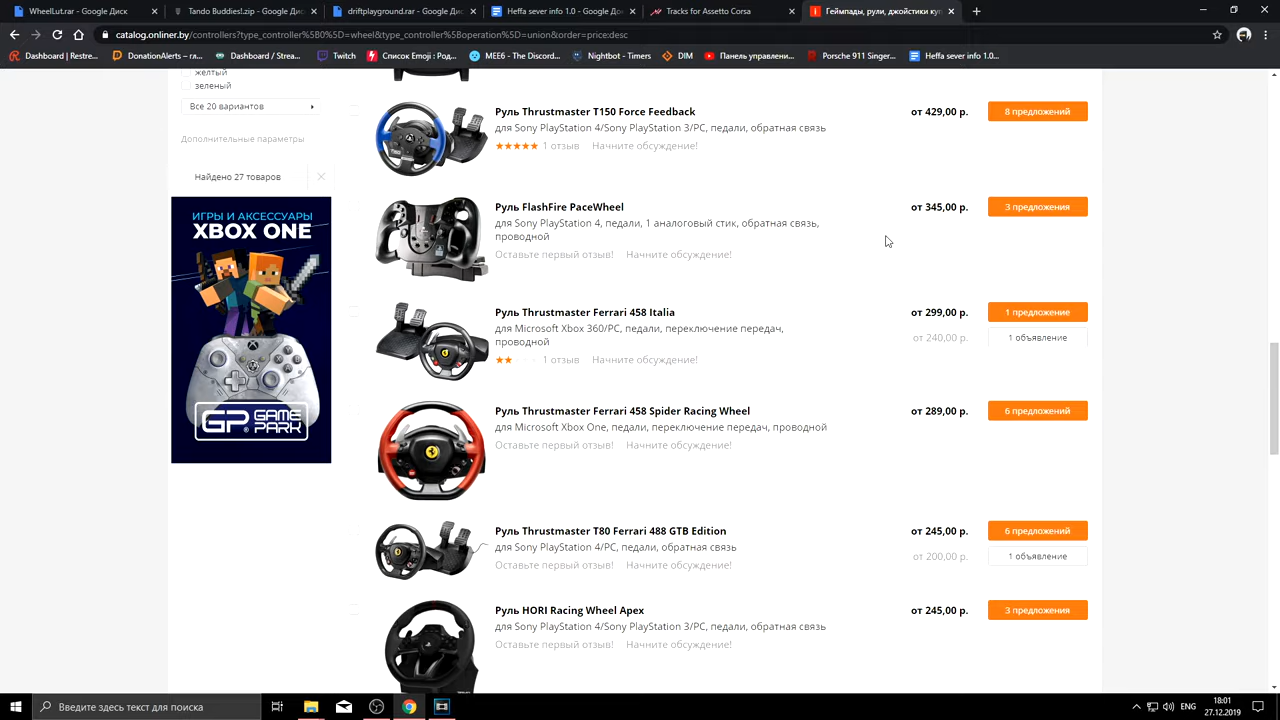 WheelLut.rar - Google Диск
Tando Buddies!.zip - Google Диск
driftplayground.rar - Google Диск
Heffa sever info 1.0 - Google Док
Tracks for Assetto Corsa
Геймпады, рули, джойстики куп
catalog.onliner.by/controllers?type_controller%5B0%5D=wheel&type_controller%5Boperation%5D=union&order=price:desc
Dashboard | Restre...
DonationAlerts – гл...
Dashboard / Strea...
Twitch
Список Emoji : Род...
MEE6 - The Discord...
Nightbot - Timers
DIM
Панель управлени...
Porsche 911 Singer...
Heffa sever info 1.0...
желтый
зеленый
Все 20 вариантов
Дополнительные параметры
Найдено 27 товаров
ИГРЫ И АКСЕССУАРЫ
XBOX ONE
GP GAME
PARK
Руль Thrustmaster T150 Force Feedback
от 429,00 р.
8 предложений
для Sony PlayStation 4/Sony PlayStation 3/PC, педали, обратная связь
1 отзыв Начните обсуждение!
Руль FlashFire PaceWheel
от 345,00 р.
3 предложения
для Sony PlayStation 4, педали, 1 аналоговый стик, обратная связь,
проводной
Оставьте первый отзыв! Начните обсуждение!
Руль Thrustmaster Ferrari 458 Italia
от 299,00 р.
1 предложение
для Microsoft Xbox 360/PC, педали, переключение передач,
проводной
от 240,00 р.
1 объявление
1 отзыв Начните обсуждение!
Руль Thrustmaster Ferrari 458 Spider Racing Wheel
от 289,00 р.
6 предложений
для Microsoft Xbox One, педали, переключение передач, проводной
Оставьте первый отзыв! Начните обсуждение!
Руль Thrustmaster T80 Ferrari 488 GTB Edition
от 245,00 р.
6 предложений
для Sony PlayStation 4/PC, педали, обратная связь
от 200,00 р.
1 объявление
Оставьте первый отзыв! Начните обсуждение!
Руль HORI Racing Wheel Apex
от 245,00 р.
3 предложения
для Sony PlayStation 4/Sony PlayStation 3/PC, педали, обратная связь
Оставьте первый отзыв! Начните обсуждение!
Введите здесь текст для поиска
ENG
18:01
27.12.2019